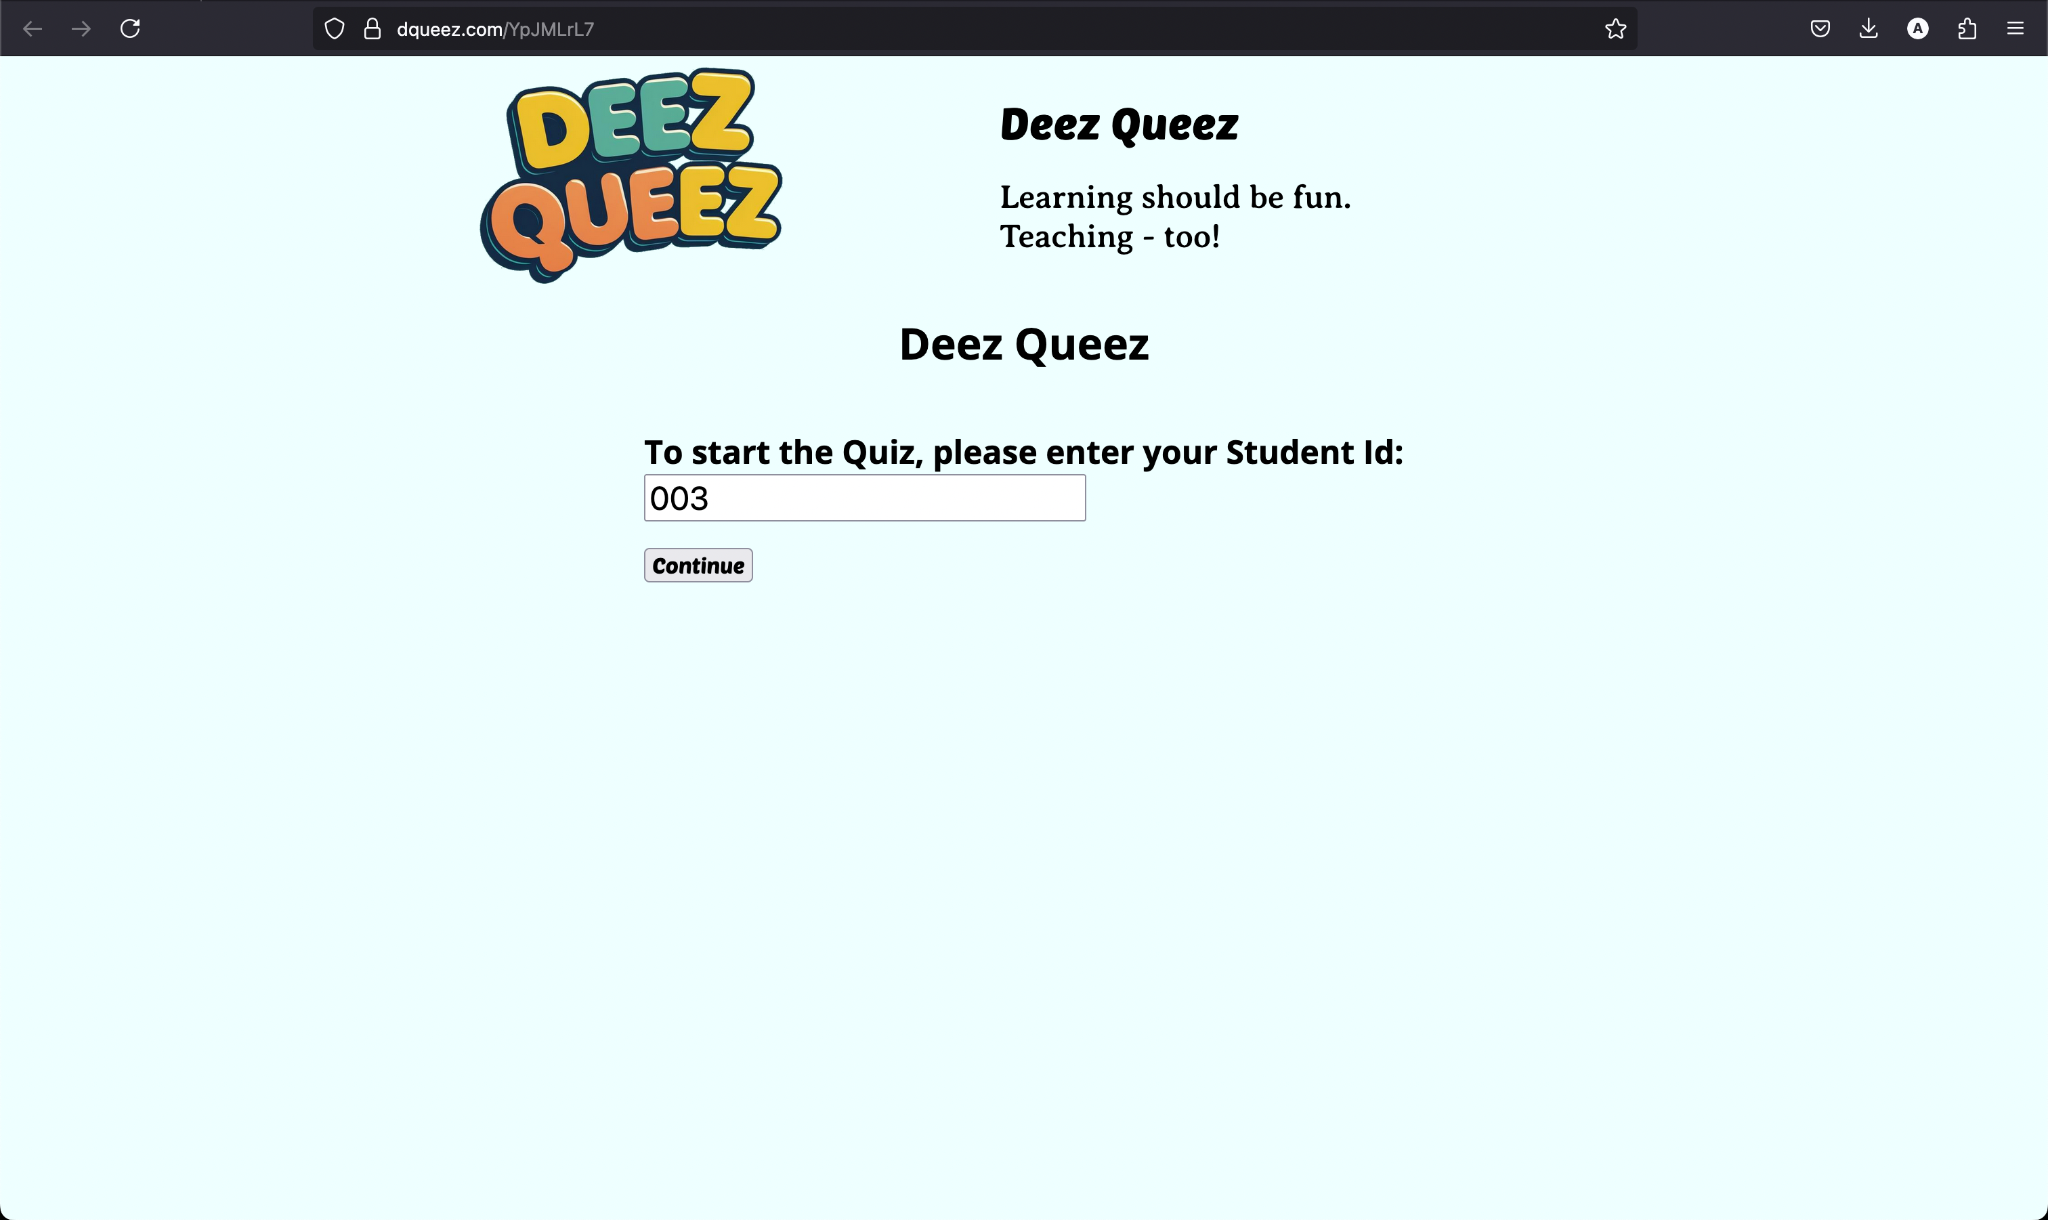 dqueez.com/YpJMLrL7
A
DEEZ
QUEEZ
Deez Queez
Learning should be fun.
Teaching - too!
Deez Queez
To start the Quiz, please enter your Student Id:
003
Continue